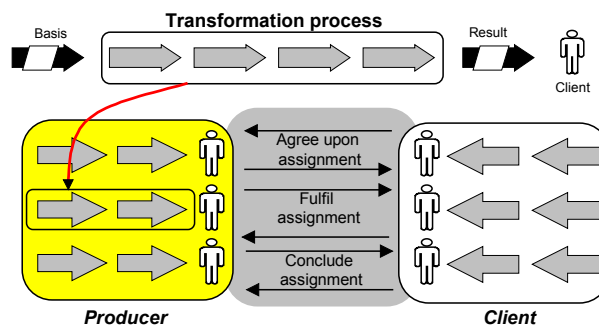 Transformation process
Basis
Result
Client
Agree upon
assignment
Fulfil
assignment
Conclude
assignment
Producer
Client